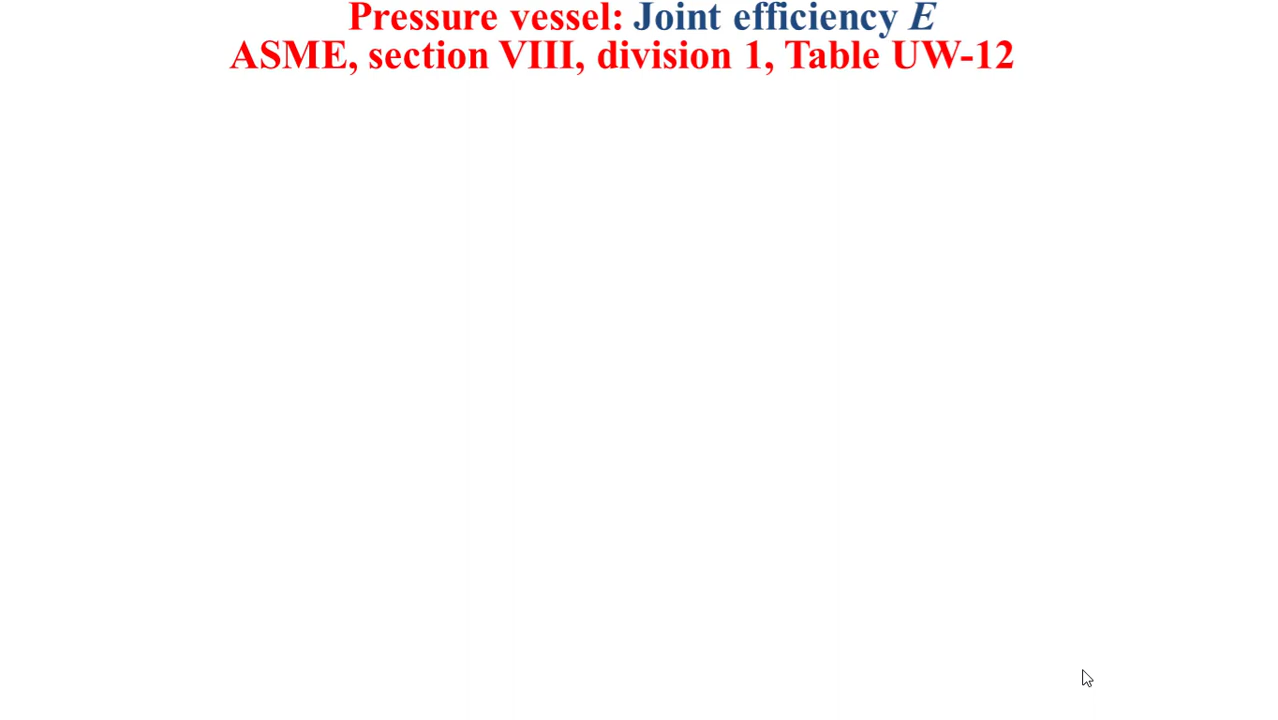 Pressure vessel: Joint efficiency E
ASME, section VIII, division 1, Table UW-12